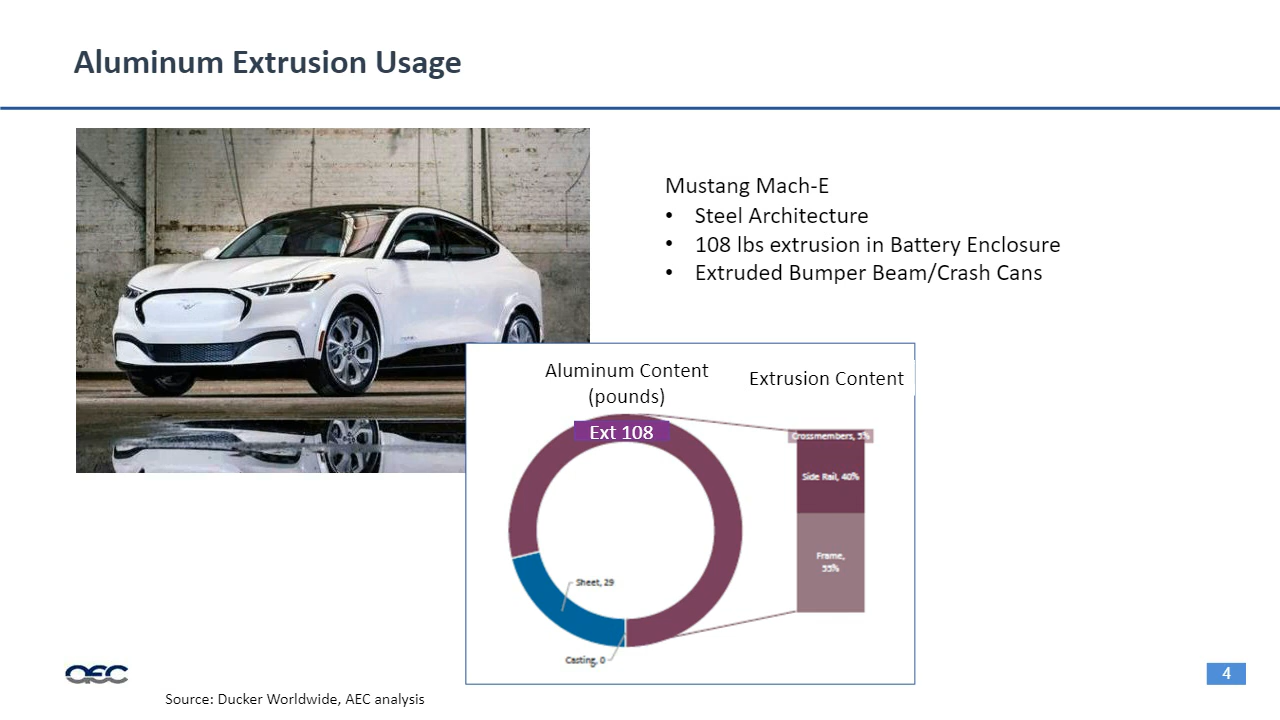 Aluminum Extrusion Usage
Mustang Mach-E
• Steel Architecture
• 108 lbs extrusion in Battery Enclosure
• Extruded Bumper Beam/Crash Cans
Aluminum Content
(pounds)
Extrusion Content
Ext 108
Crossmembers, 5%
Side Rail, 40%
Frame,
55%
Sheet, 29
Casting, 0
AEC
Source: Ducker Worldwide, AEC analysis
4